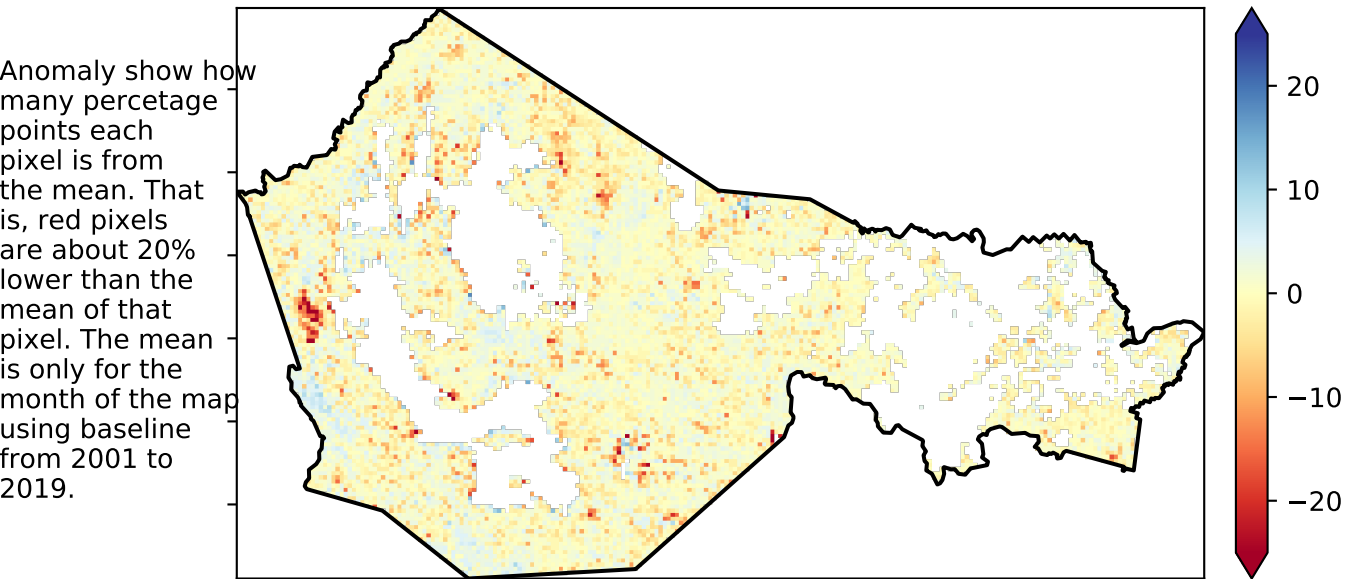 Anomaly show how
many percetage
points each
pixel is from
the mean. That
is, red pixels
are about 20%
lower than the
mean of that
pixel. The mean
is only for the
month of the map
using baseline
from 2001 to
2019.
20
10
0
−10
−20